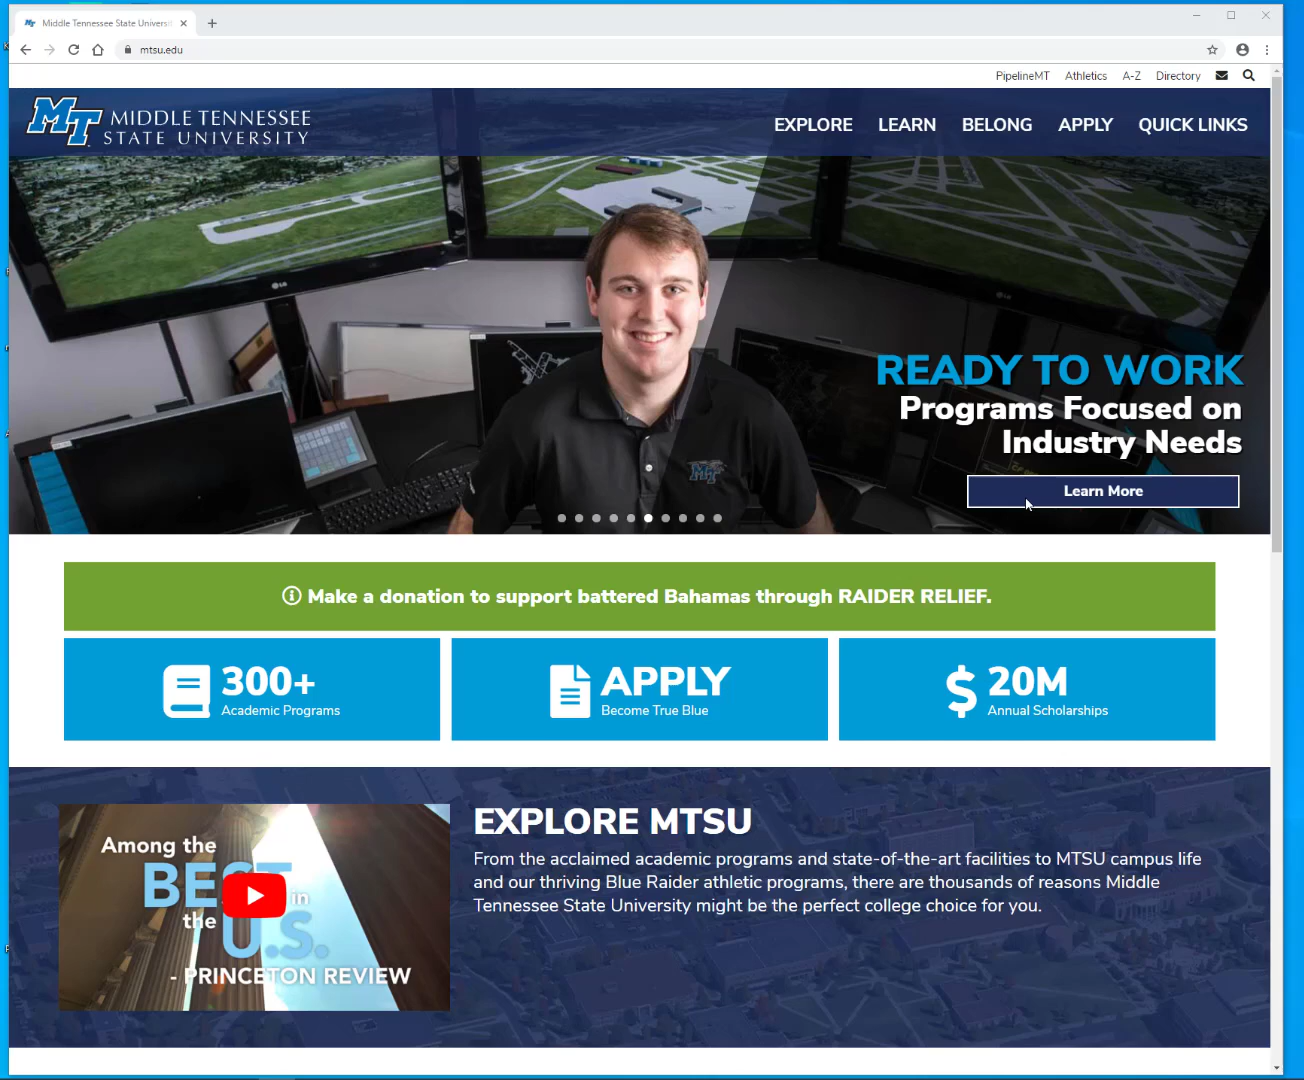 Middle Tennessee State Universit
mtsu.edu
PipelineMT Athletics A-Z Directory
MT MIDDLE TENNESSEE
STATE UNIVERSITY
EXPLORE LEARN BELONG APPLY QUICK LINKS
LG
LG
MT
READY TO WORK
Programs Focused on
Industry Needs
Learn More
Make a donation to support battered Bahamas through RAIDER RELIEF.
300+
Academic Programs
APPLY
Become True Blue
20M
Annual Scholarships
Among the
BEST in
the U.S.
- PRINCETON REVIEW
EXPLORE MTSU
From the acclaimed academic programs and state-of-the-art facilities to MTSU campus life
and our thriving Blue Raider athletic programs, there are thousands of reasons Middle
Tennessee State University might be the perfect college choice for you.